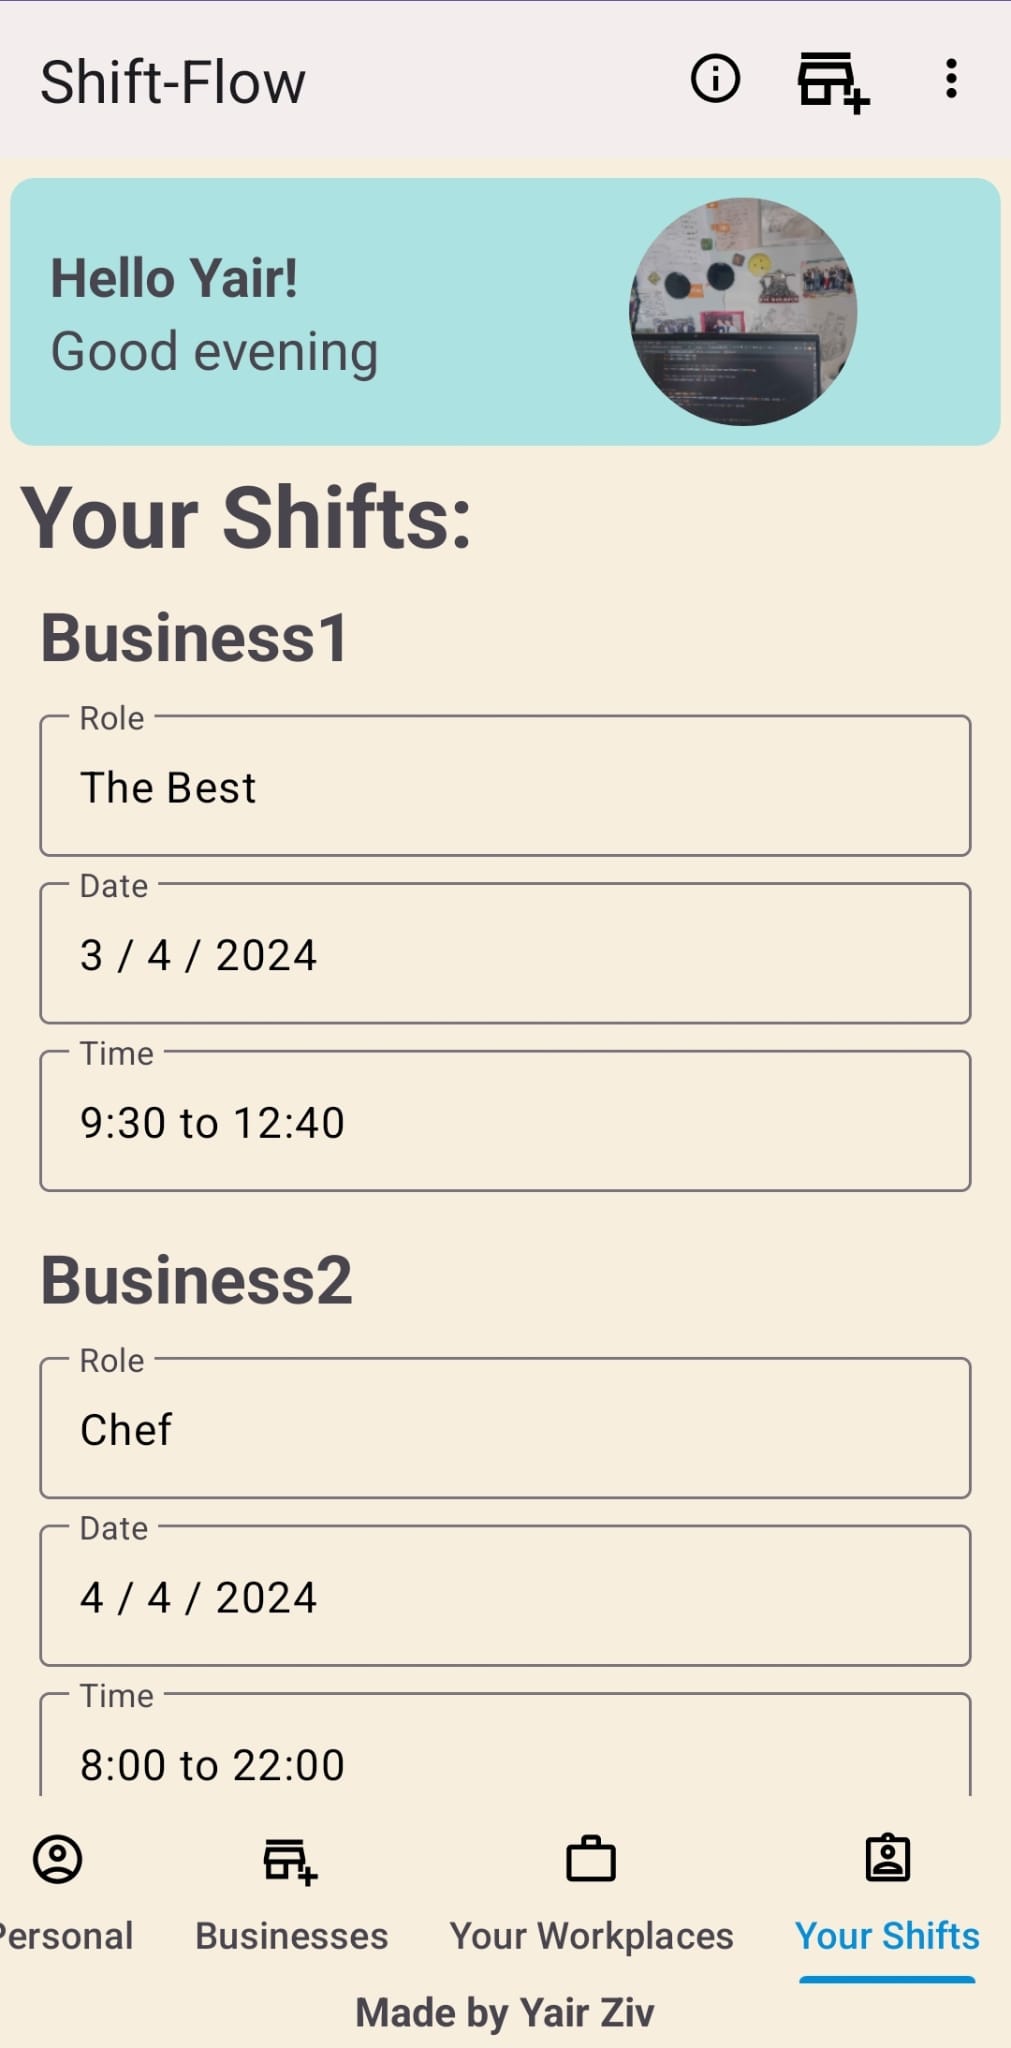 Shift-Flow
Hello Yair!
Good evening
Your Shifts:
Business1
Role
The Best
Date
3 / 4 / 2024
Time
9:30 to 12:40
Business2
Role
Chef
Date
4 / 4 / 2024
Time
8:00 to 22:00
Personal
Businesses
Your Workplaces
Your Shifts
Made by Yair Ziv